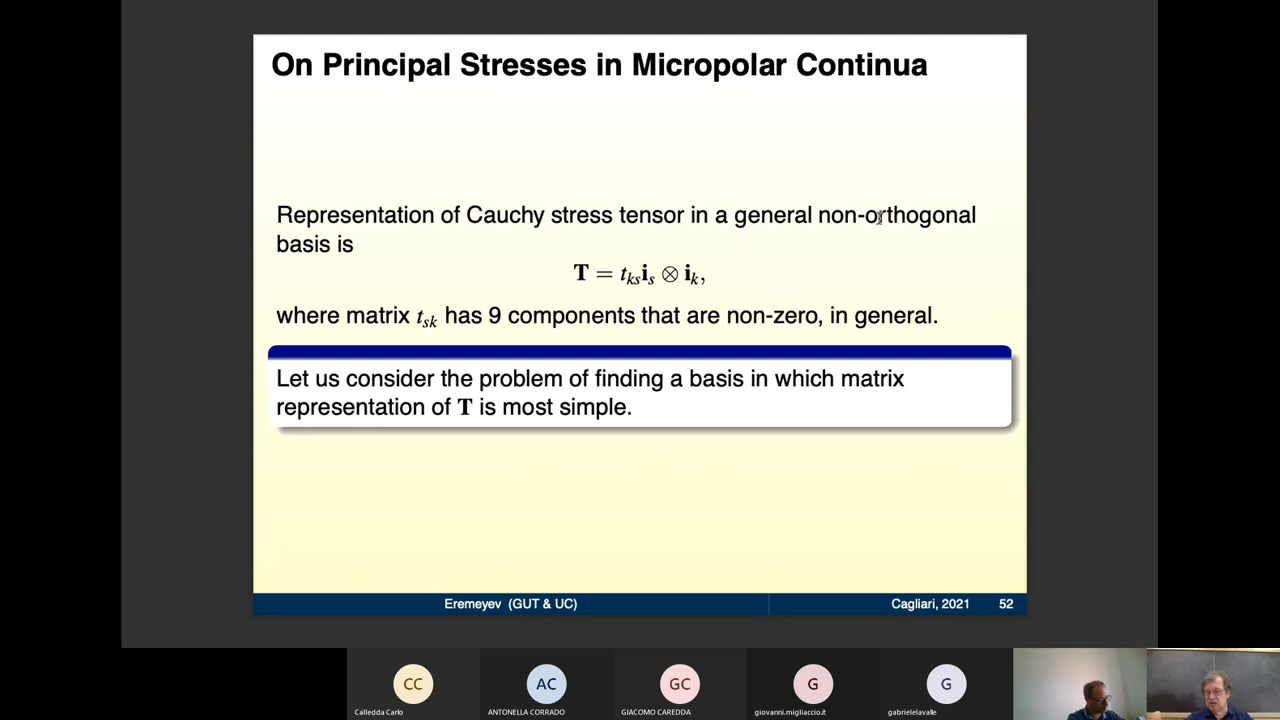 On Principal Stresses in Micropolar Continua
Representation of Cauchy stress tensor in a general non-orthogonal
basis is
T = t_{ks} i_s ⊗ i_k,
where matrix t_{sk} has 9 components that are non-zero, in general.
Let us consider the problem of finding a basis in which matrix
representation of T is most simple.
Eremeyev (GUT & UC) Cagliari, 2021 52
CC AC GC G G
Calledda Carlo ANTONELLA CORRADO GIACOMO CAREDDA giovanni.migliaccio.it gabrielelavalle